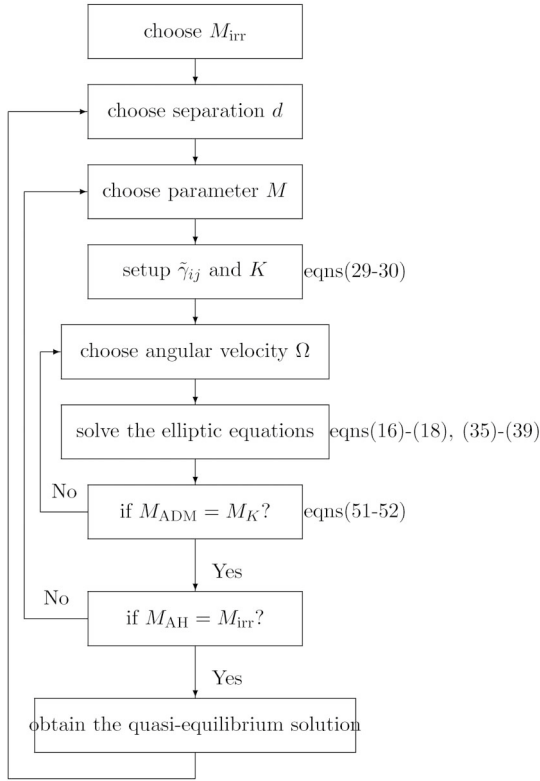 choose M_irr
choose separation d
choose parameter M
setup γ̃_ij and K eqns(29-30)
choose angular velocity Ω
solve the elliptic equations eqns(16)-(18), (35)-(39)
No
if M_ADM = M_K? eqns(51-52)
Yes
No
if M_AH = M_irr?
Yes
obtain the quasi-equilibrium solution